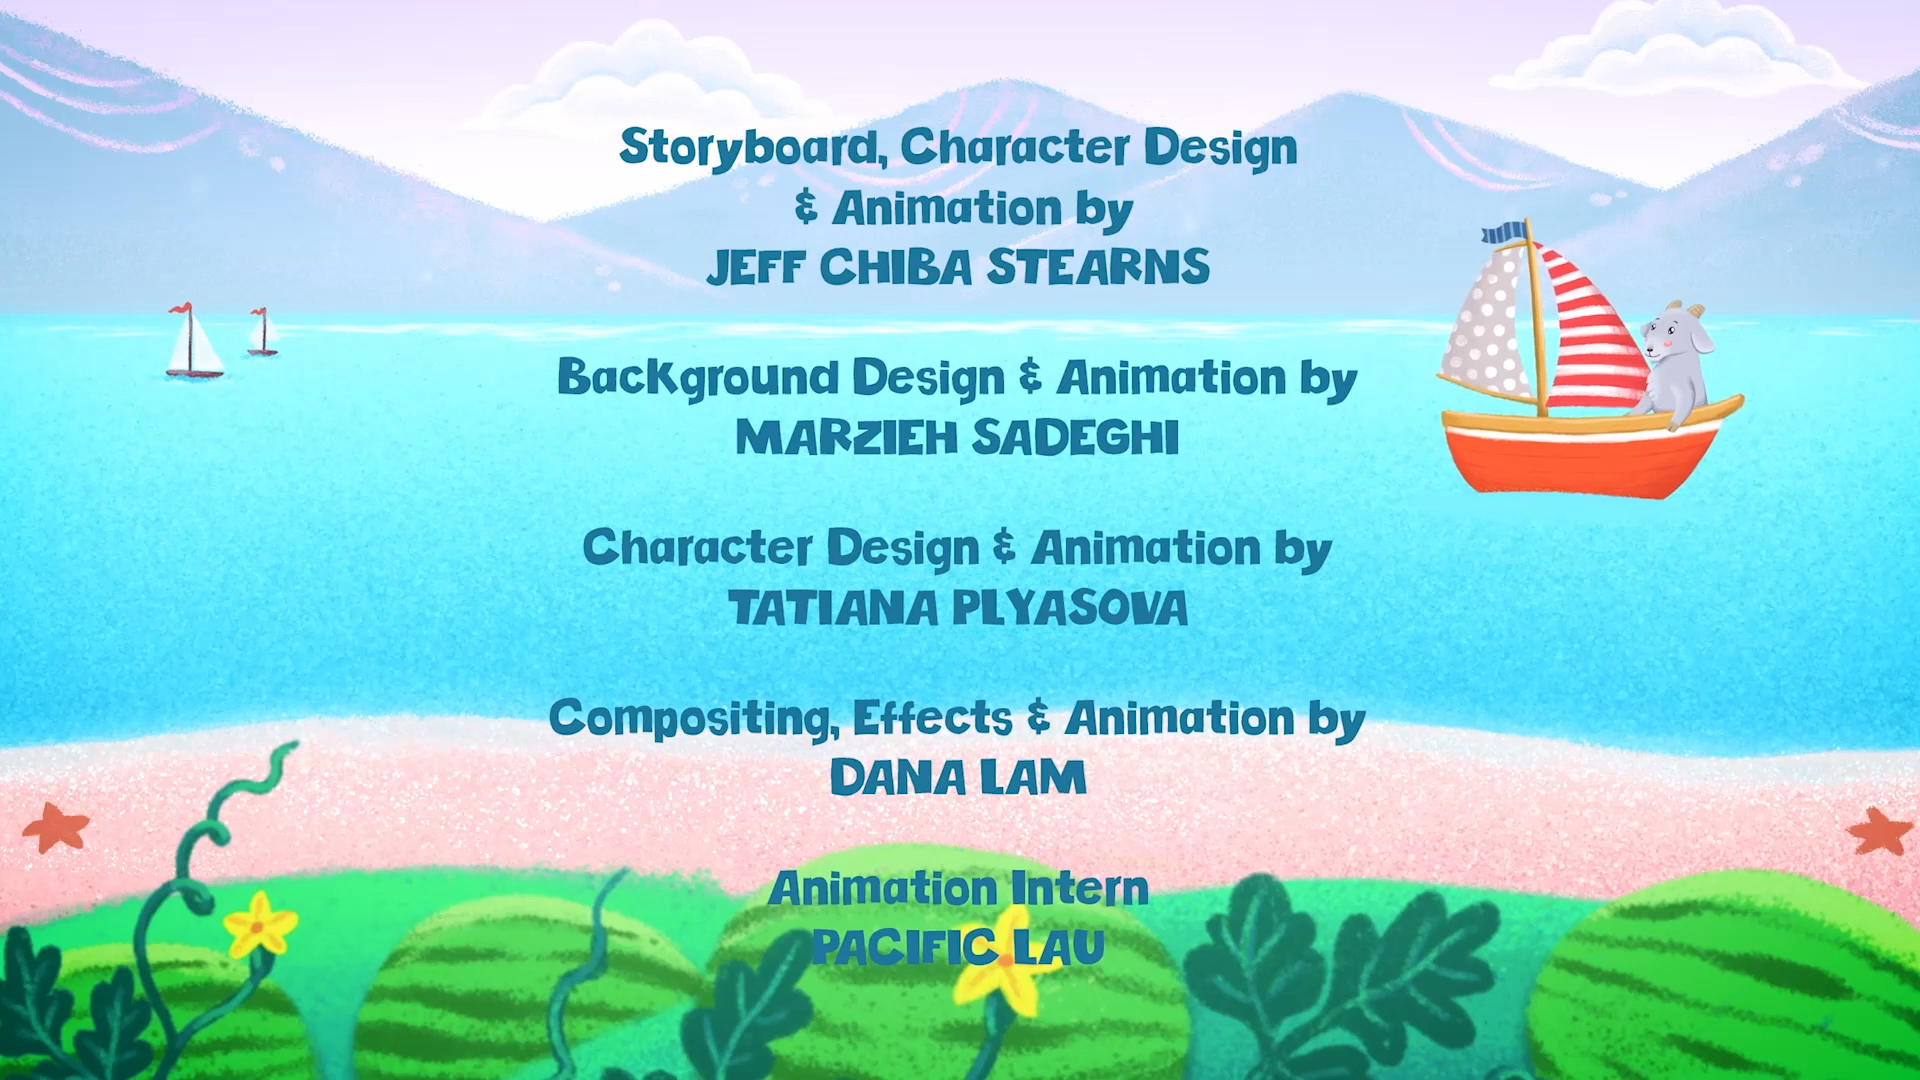 Storyboard, Character Design
& Animation by
JEFF CHIBA STEARNS
Background Design & Animation by
MARZIEH SADEGHI
Character Design & Animation by
TATIANA PLYASOVA
Compositing, Effects & Animation by
DANA LAM
Animation Intern
PACIFIC LAU